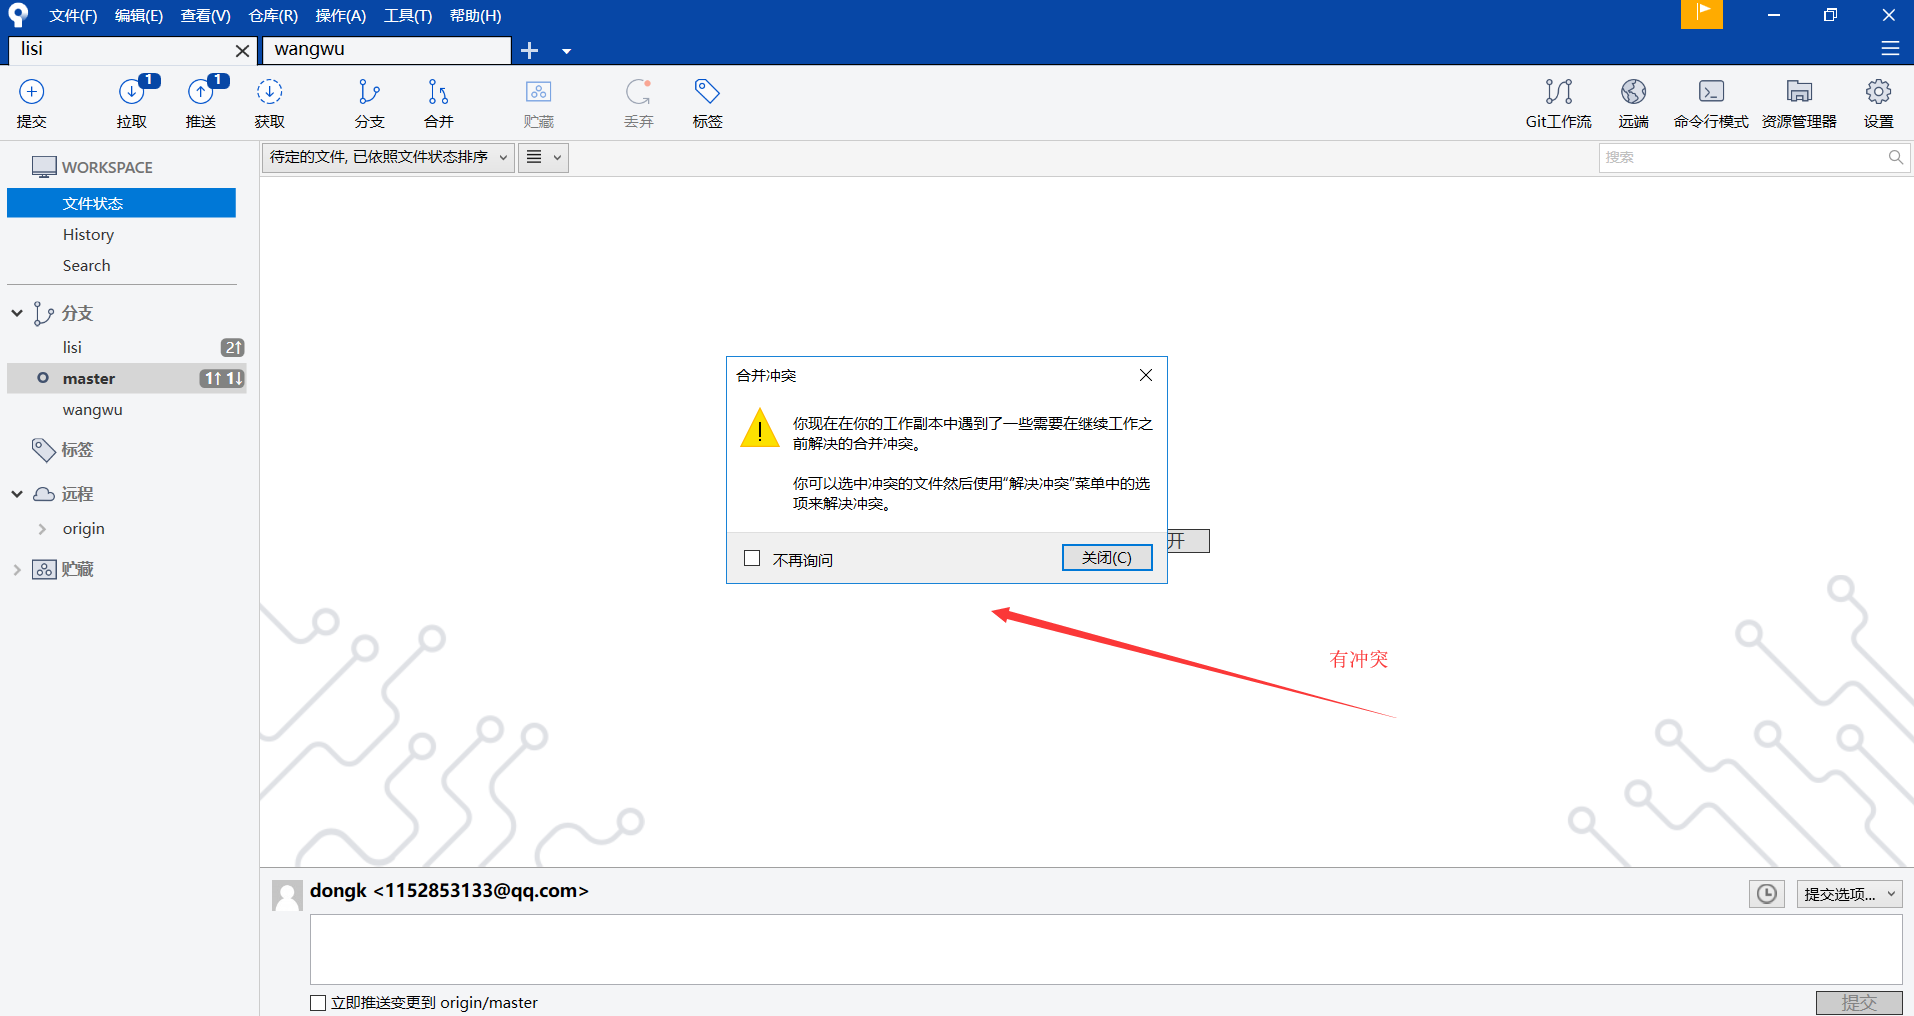 文件(F) 编辑(E) 查看(V) 仓库(R) 操作(A) 工具(T) 帮助(H)
lisi
wangwu
1
1
提交
拉取
推送
获取
分支
合并
贮藏
丢弃
标签
Git工作流
远端
命令行模式
资源管理器
设置
待定的文件, 已依照文件状态排序
搜索
WORKSPACE
文件状态
History
Search
分支
lisi 2↑
master 1↑ 1↓
wangwu
标签
远程
origin
贮藏
合并冲突
你现在在你的工作副本中遇到了一些需要在继续工作之
前解决的合并冲突。
你可以选中冲突的文件然后使用“解决冲突”菜单中的选
项来解决冲突。
不再询问
关闭(C)
开
有冲突
dongk <1152853133@qq.com>
提交选项...
立即推送变更到 origin/master
提交